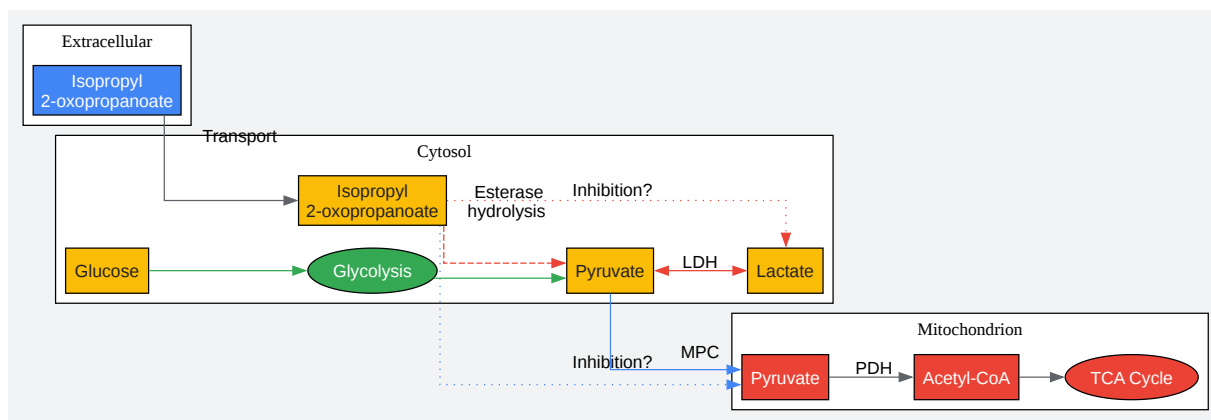 Extracellular
Isopropyl
2-oxopropanoate
Transport
Cytosol
Isopropyl
2-oxopropanoate
Esterase
hydrolysis
Inhibition?
Glucose
Glycolysis
Pyruvate
LDH
Lactate
Mitochondrion
Inhibition?
MPC
Pyruvate
PDH
Acetyl-CoA
TCA Cycle